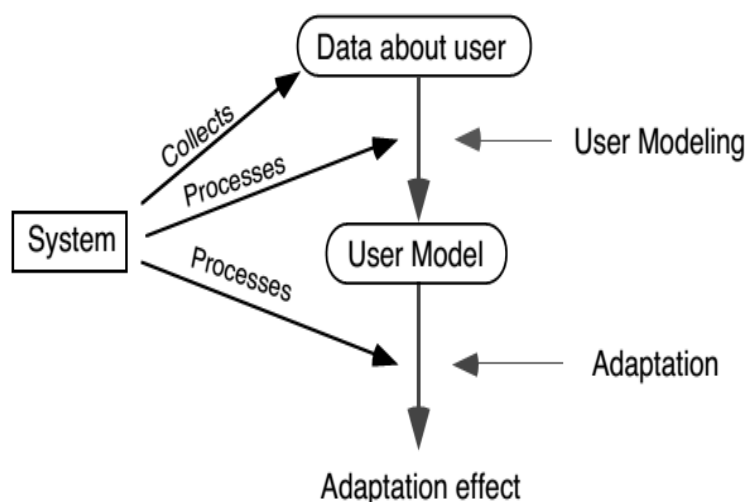 Data about user
Collects
Processes
User Modeling
System
User Model
Processes
Adaptation
Adaptation effect